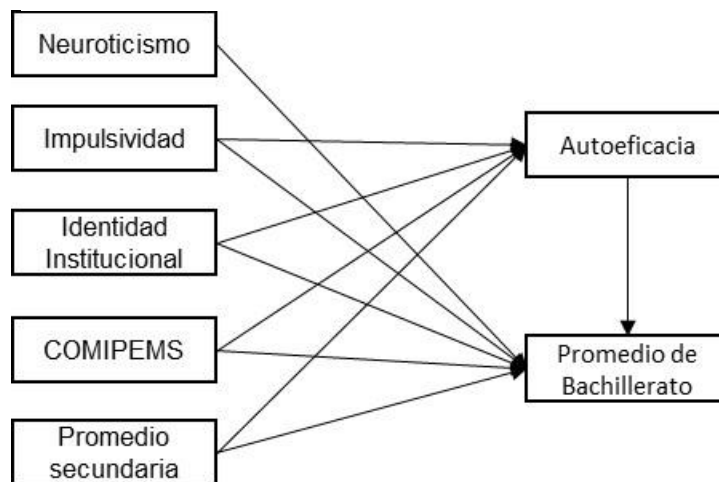 Neuroticismo
Impulsividad
Identidad
Institucional
COMIPEMS
Promedio
secundaria
Autoeficacia
Promedio de
Bachillerato